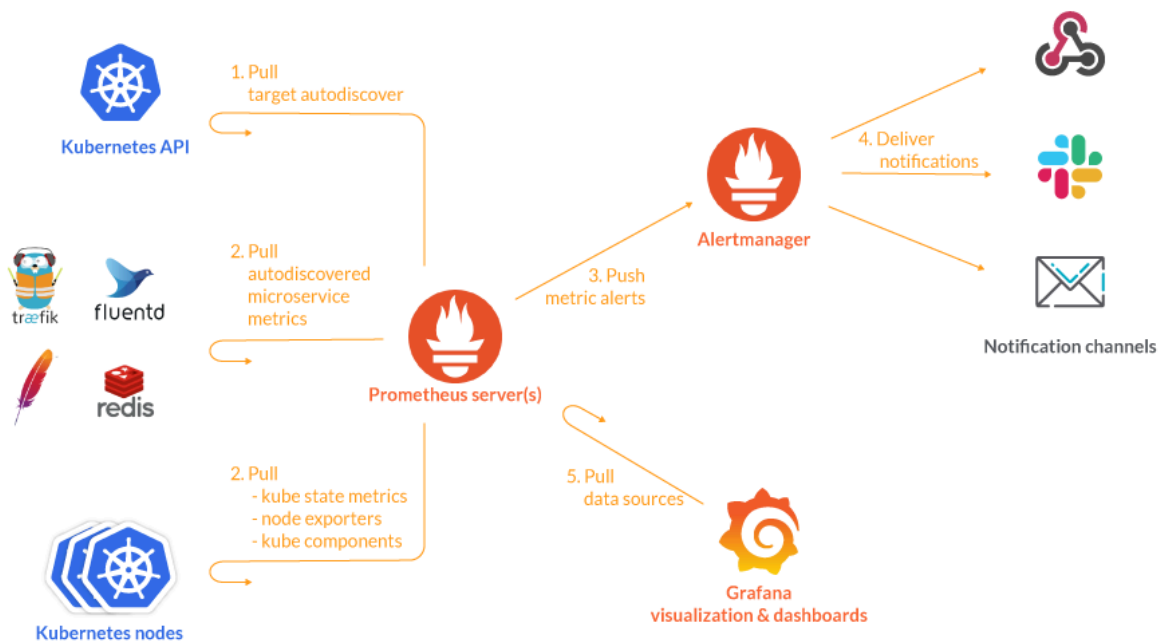 1. Pull
target autodiscover
Kubernetes API
4. Deliver
notifications
Alertmanager
2. Pull
autodiscovered
microservice
metrics
træfik
fluentd
redis
3. Push
metric alerts
Notification channels
Prometheus server(s)
2. Pull
- kube state metrics
- node exporters
- kube components
5. Pull
data sources
Grafana
visualization & dashboards
Kubernetes nodes